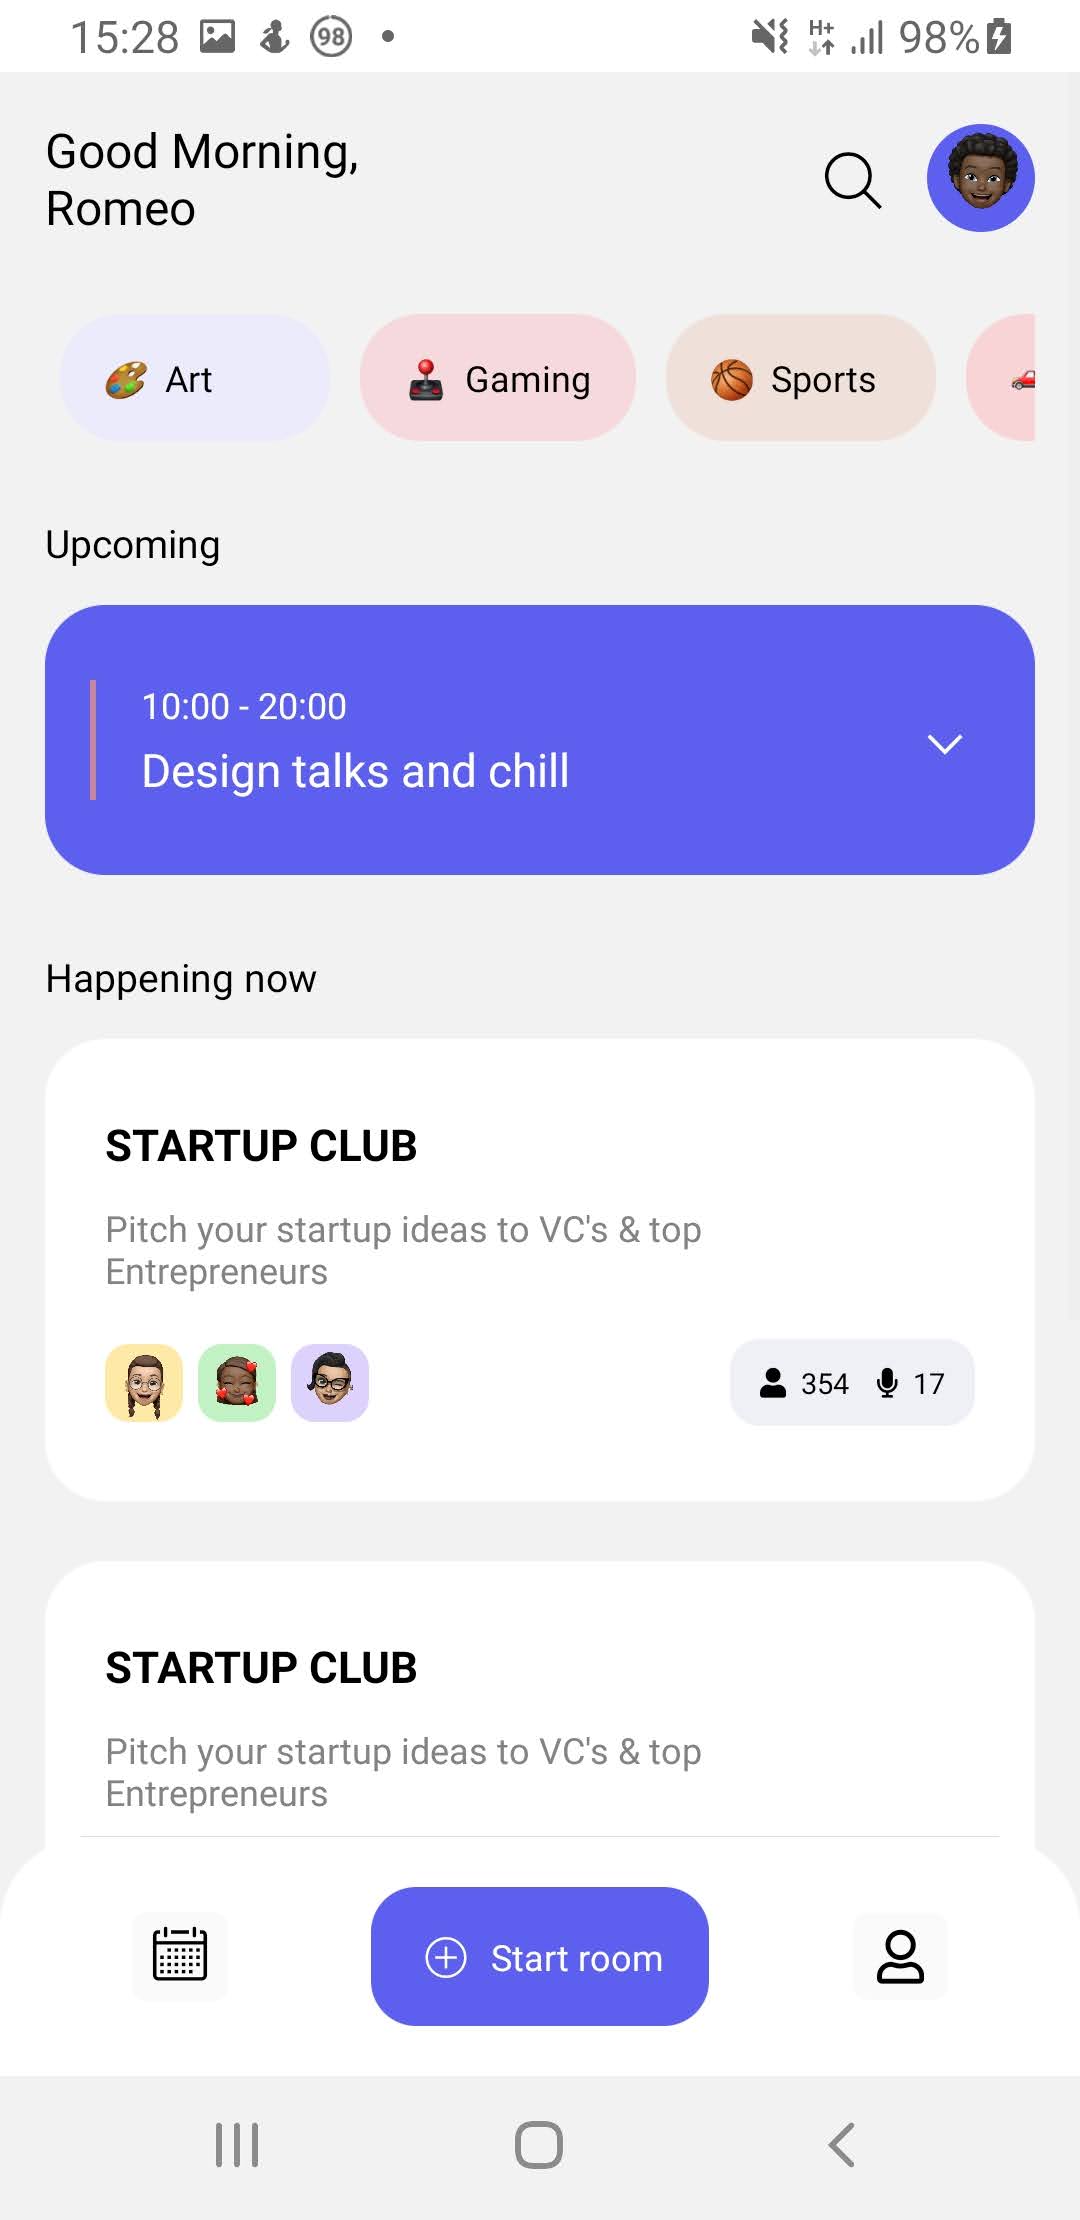 15:28 98 H+ 98%
Good Morning,
Romeo
Art Gaming Sports
Upcoming
10:00 - 20:00
Design talks and chill
Happening now
STARTUP CLUB
Pitch your startup ideas to VC's & top
Entrepreneurs
354 17
STARTUP CLUB
Pitch your startup ideas to VC's & top
Entrepreneurs
Start room